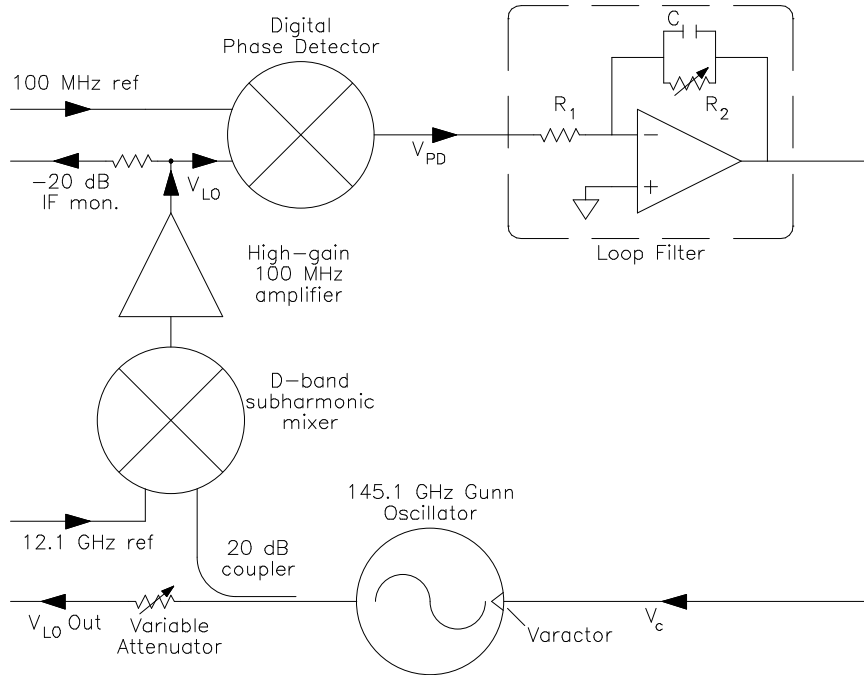 Digital
Phase Detector
C
100 MHz ref
R1
R2
−
+
VPD
VLO
−20 dB
IF mon.
Loop Filter
High−gain
100 MHz
amplifier
D−band
subharmonic
mixer
145.1 GHz Gunn
Oscillator
12.1 GHz ref
20 dB
coupler
VLO Out
Variable
Attenuator
Varactor
Vc